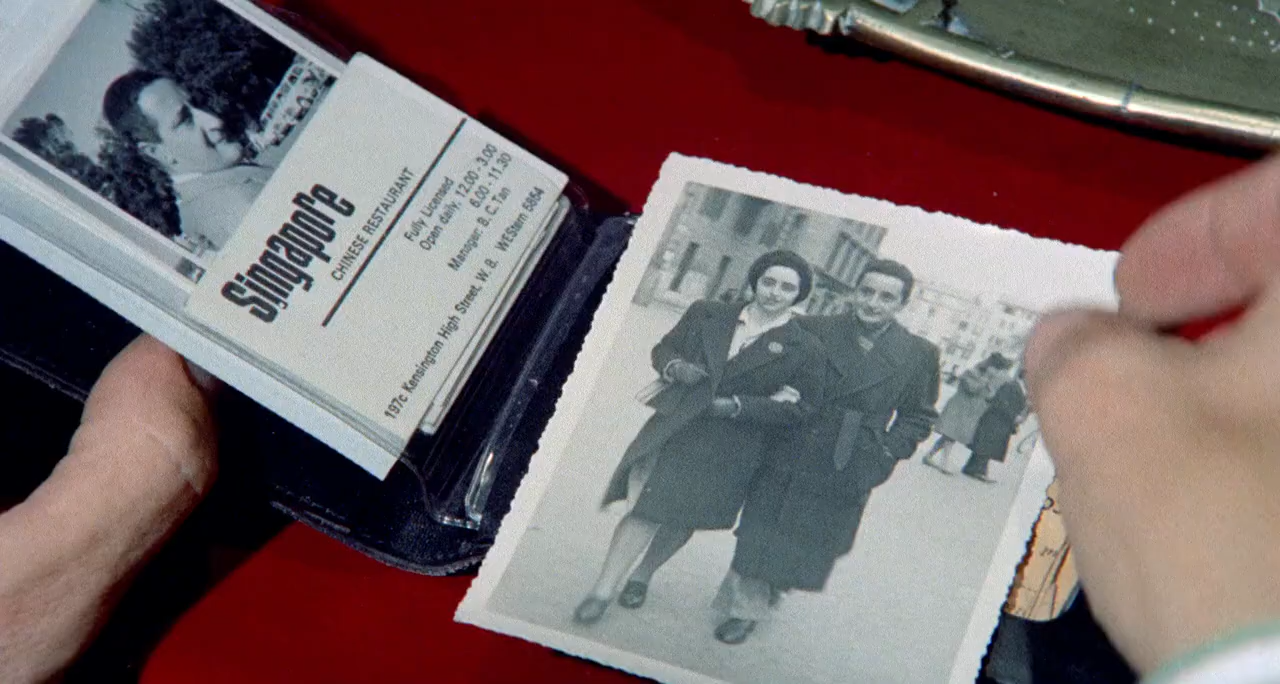 Singapore
CHINESE RESTAURANT
Fully Licensed
Open daily, 12.00 - 3.00
6.00 - 11.30
Manager: B. C. Tan
197c Kensington High Street, W. 8. WEStern 5864